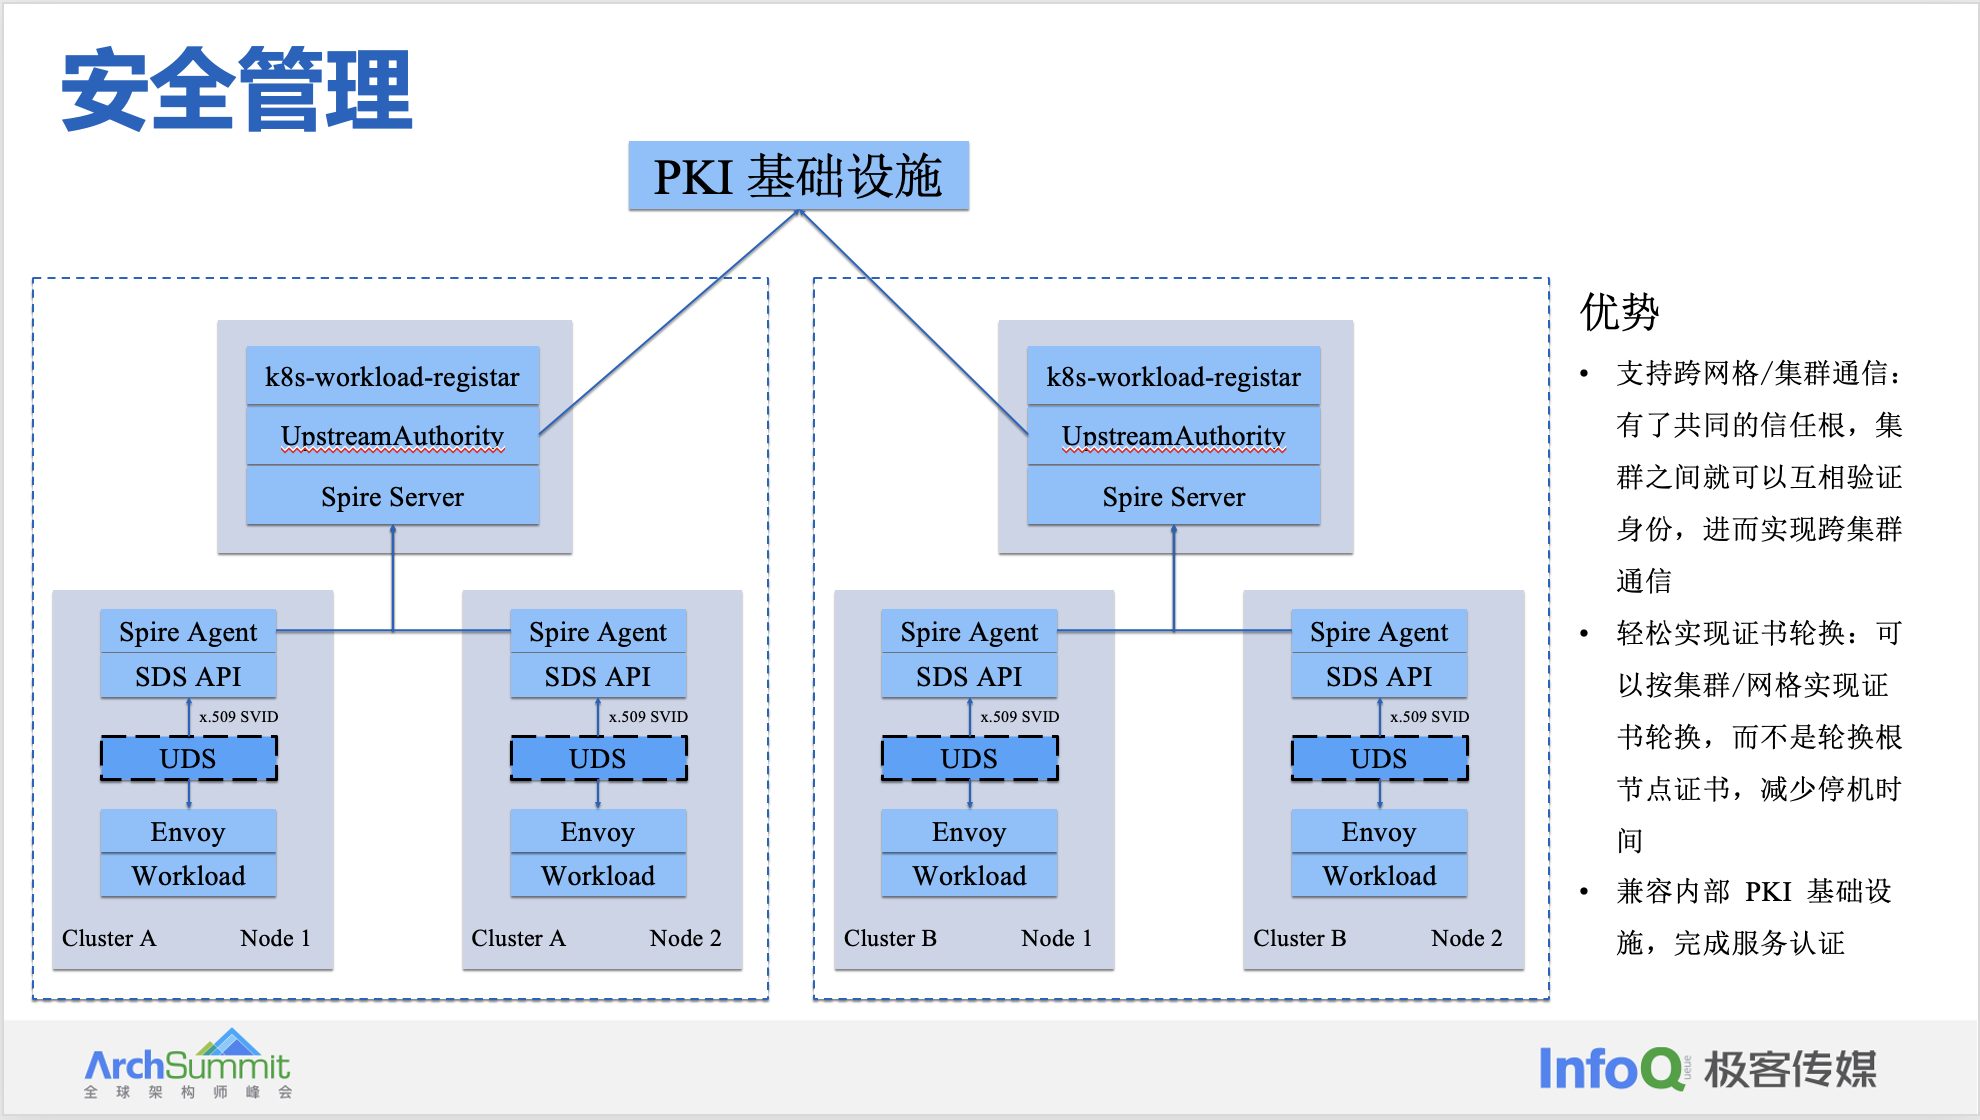 安全管理
PKI 基础设施
k8s-workload-registar
UpstreamAuthority
Spire Server
Spire Agent
SDS API
x.509 SVID
UDS
Envoy
Workload
Cluster A
Node 1
Spire Agent
SDS API
x.509 SVID
UDS
Envoy
Workload
Cluster A
Node 2
k8s-workload-registar
UpstreamAuthority
Spire Server
Spire Agent
SDS API
x.509 SVID
UDS
Envoy
Workload
Cluster B
Node 1
Spire Agent
SDS API
x.509 SVID
UDS
Envoy
Workload
Cluster B
Node 2
优势
• 支持跨网格/集群通信：
有了共同的信任根，集
群之间就可以互相验证
身份，进而实现跨集群
通信
• 轻松实现证书轮换：可
以按集群/网格实现证
书轮换，而不是轮换根
节点证书，减少停机时
间
• 兼容内部 PKI 基础设
施，完成服务认证
ArchSummit
全球架构师峰会
InfoQ
ueue
极客传媒